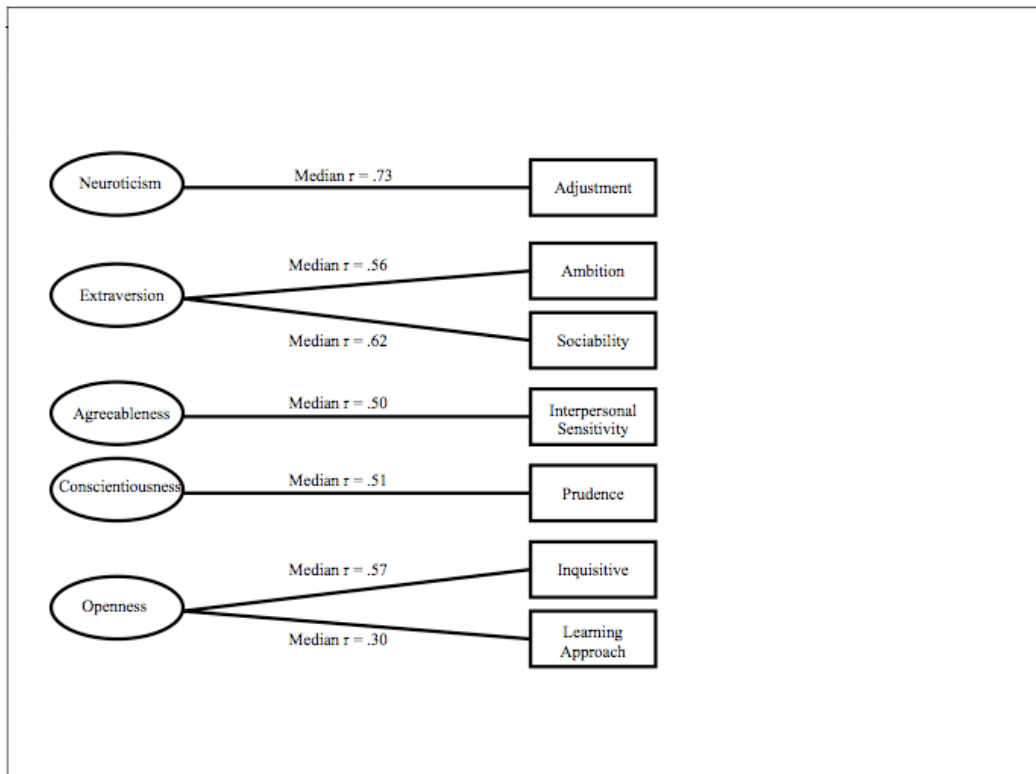 Neuroticism
Median r = .73
Adjustment
Extraversion
Median r = .56
Ambition
Median r = .62
Sociability
Agreeableness
Median r = .50
Interpersonal
Sensitivity
Conscientiousness
Median r = .51
Prudence
Openness
Median r = .57
Inquisitive
Median r = .30
Learning
Approach